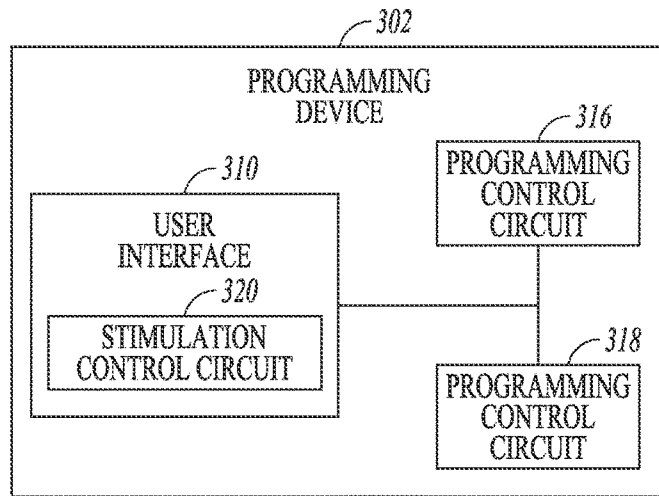 302
PROGRAMMING
DEVICE
316
PROGRAMMING
CONTROL
CIRCUIT
310
USER
INTERFACE
320
STIMULATION
CONTROL CIRCUIT
318
PROGRAMMING
CONTROL
CIRCUIT